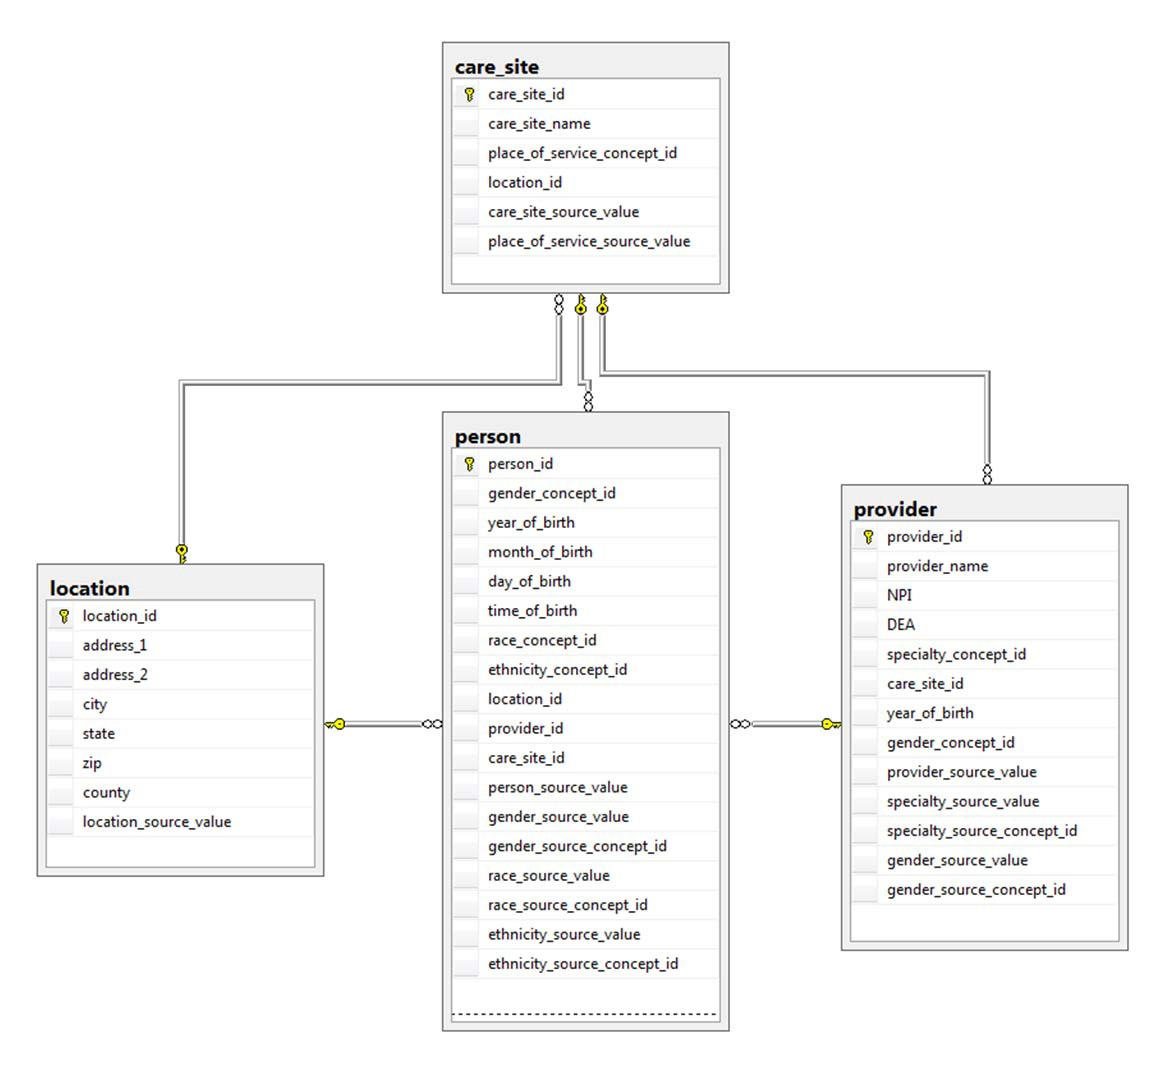 care_site
care_site_id
care_site_name
place_of_service_concept_id
location_id
care_site_source_value
place_of_service_source_value
location
location_id
address_1
address_2
city
state
zip
county
location_source_value
person
person_id
gender_concept_id
year_of_birth
month_of_birth
day_of_birth
time_of_birth
race_concept_id
ethnicity_concept_id
location_id
provider_id
care_site_id
person_source_value
gender_source_value
gender_source_concept_id
race_source_value
race_source_concept_id
ethnicity_source_value
ethnicity_source_concept_id
provider
provider_id
provider_name
NPI
DEA
specialty_concept_id
care_site_id
year_of_birth
gender_concept_id
provider_source_value
specialty_source_value
specialty_source_concept_id
gender_source_value
gender_source_concept_id